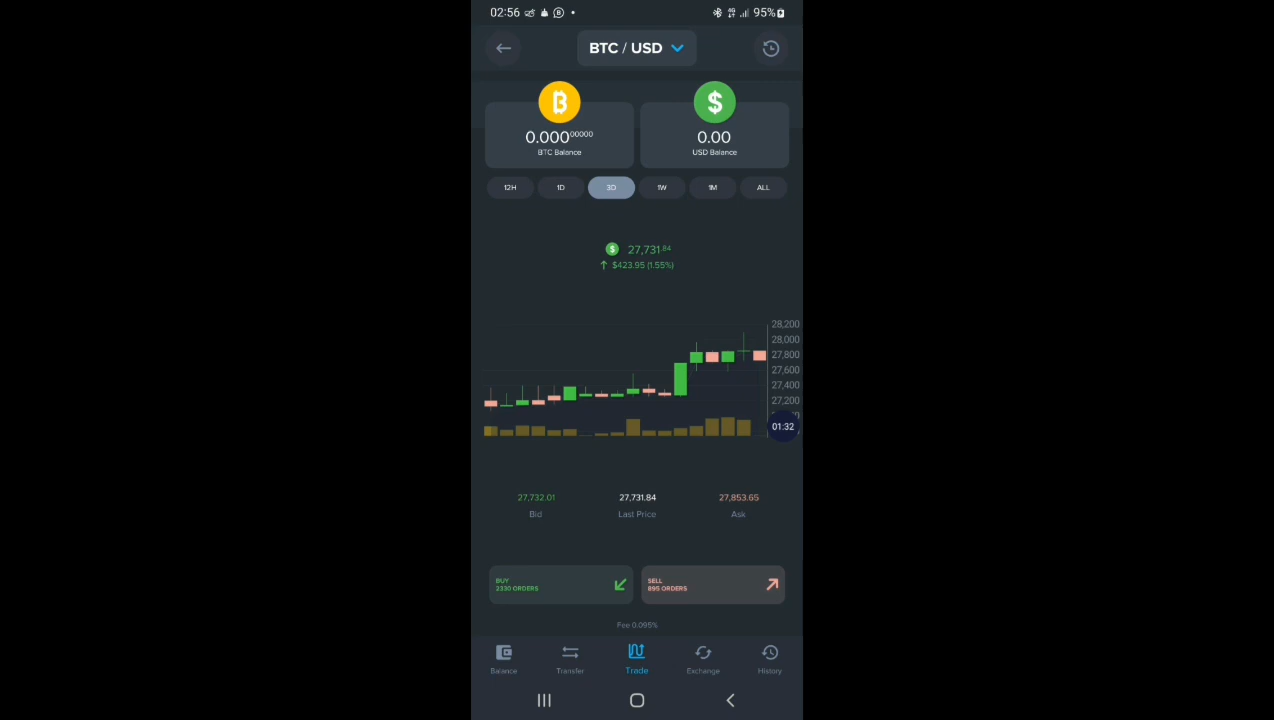 02:56 95%
BTC / USD
0.00000000 0.00
BTC Balance USD Balance
12H 1D 3D 1W 1M ALL
$ 27,731.84
↑ $423.95 (1.55%)
28,200
28,000
27,800
27,600
27,400
27,200
01:32
27,732.01 27,731.84 27,853.65
Bid Last Price Ask
BUY SELL
2330 ORDERS 895 ORDERS
Fee 0.095%
Balance Transfer Trade Exchange History